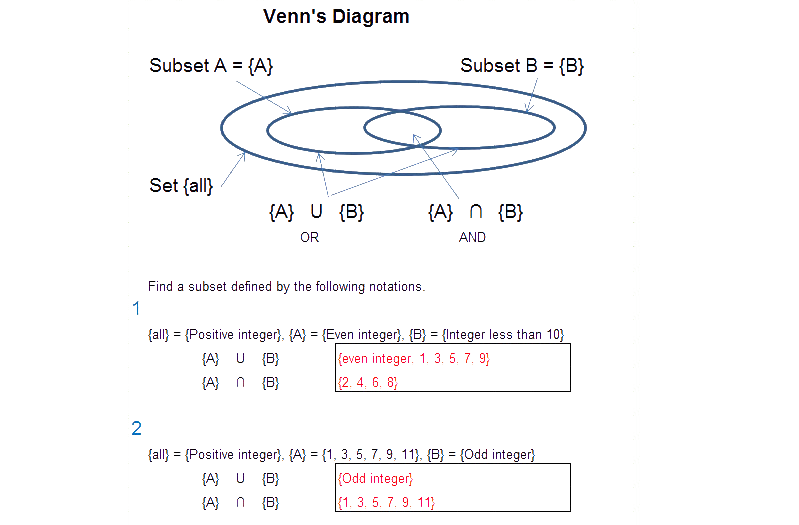 Venn's Diagram
Subset A = {A} Subset B = {B}
Set {all}
{A} ∪ {B} {A} ∩ {B}
OR AND
Find a subset defined by the following notations.
1
{all} = {Positive integer}, {A} = {Even integer}, {B} = {Integer less than 10}
{A} ∪ {B} {even integer. 1. 3. 5. 7. 9}
{A} ∩ {B} {2. 4. 6. 8}
2
{all} = {Positive integer}, {A} = {1, 3, 5, 7, 9, 11}, {B} = {Odd integer}
{A} ∪ {B} {Odd integer}
{A} ∩ {B} {1. 3. 5. 7. 9. 11}